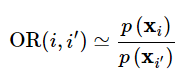 OR(i, i′) ≃ p(𝐱ᵢ) / p(𝐱ᵢ′)